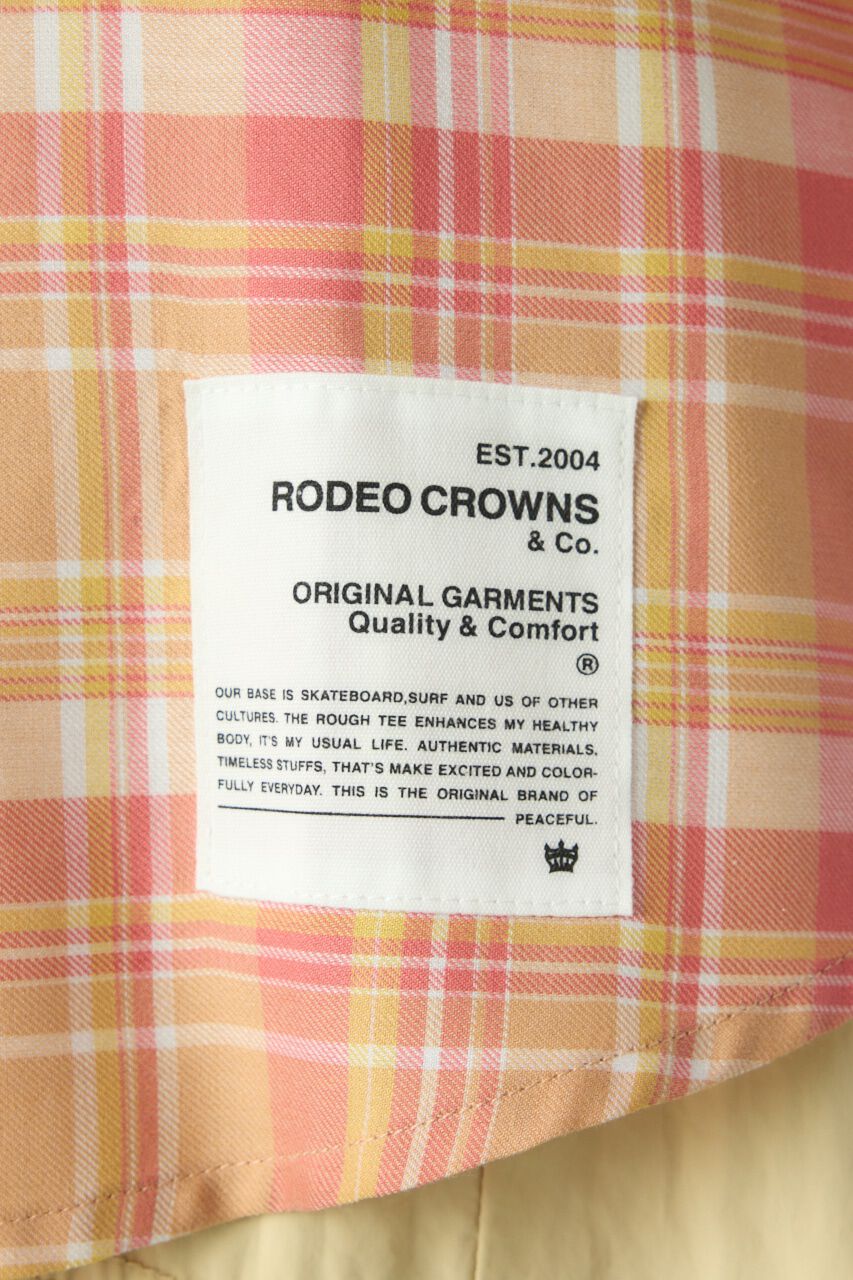 EST.2004
RODEO CROWNS
& Co.
ORIGINAL GARMENTS
Quality & Comfort
®
OUR BASE IS SKATEBOARD,SURF AND US OF OTHER
CULTURES. THE ROUGH TEE ENHANCES MY HEALTHY
BODY, IT'S MY USUAL LIFE. AUTHENTIC MATERIALS,
TIMELESS STUFFS, THAT'S MAKE EXCITED AND COLOR-
FULLY EVERYDAY. THIS IS THE ORIGINAL BRAND OF
PEACEFUL.